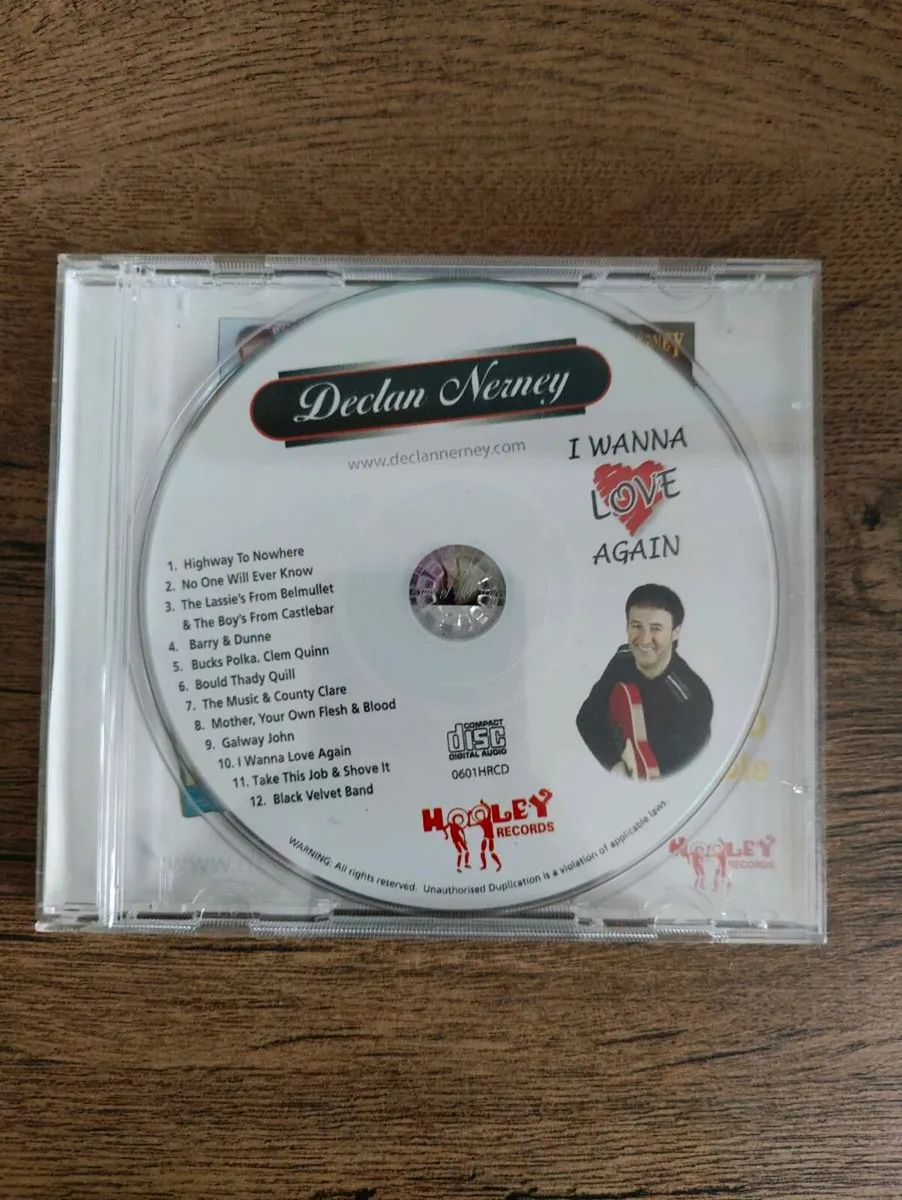 Declan Nerney
www.declannerney.com
I WANNA
LOVE
AGAIN
1. Highway To Nowhere
2. No One Will Ever Know
3. The Lassie's From Belmullet
& The Boy's From Castlebar
4. Barry & Dunne
5. Bucks Polka. Clem Quinn
6. Bould Thady Quill
7. The Music & County Clare
8. Mother, Your Own Flesh & Blood
9. Galway John
10. I Wanna Love Again
11. Take This Job & Shove It
12. Black Velvet Band
COMPACT
disc
DIGITAL AUDIO
0601HRCD
HOOLEY
RECORDS
WARNING: All rights reserved. Unauthorised Duplication is a violation of applicable laws.
HOOLEY
RECORDS